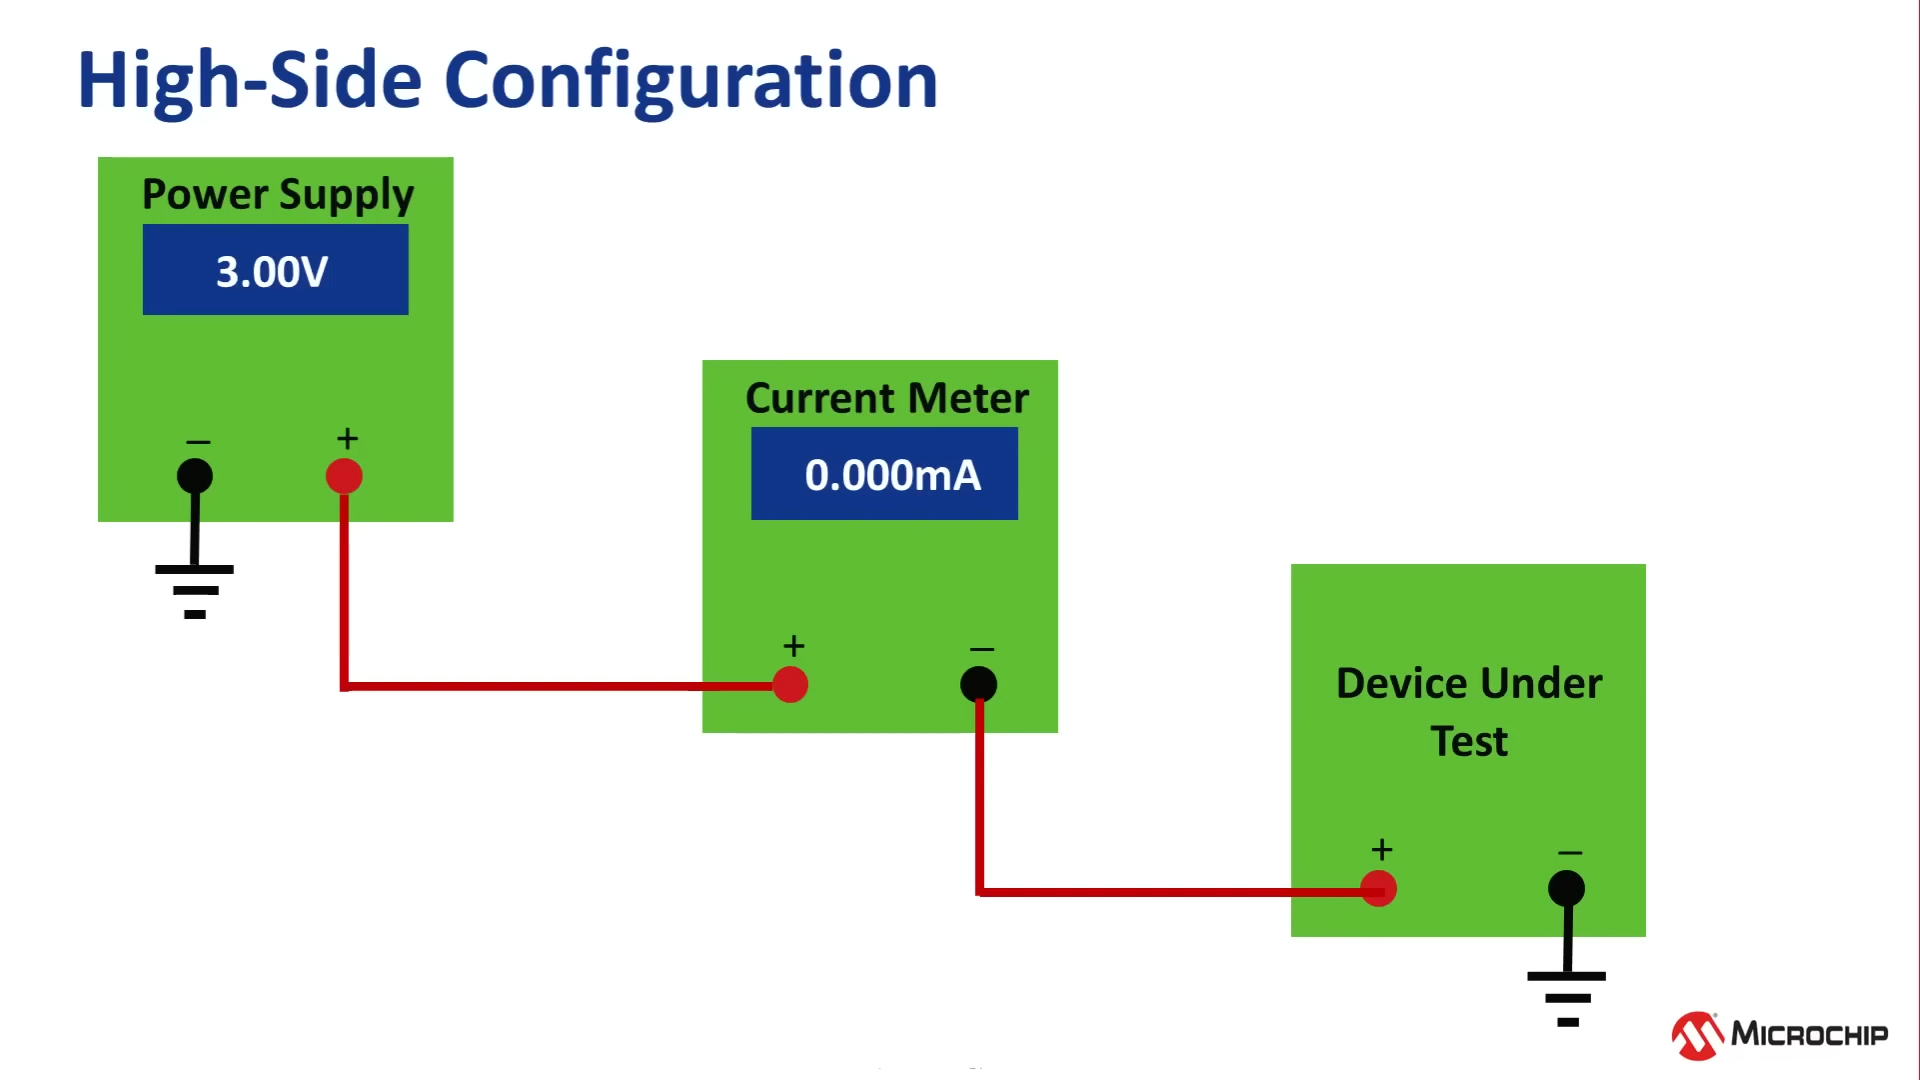 High-Side Configuration
Power Supply
3.00V
– +
Current Meter
0.000mA
+ –
Device Under
Test
+ –
MICROCHIP